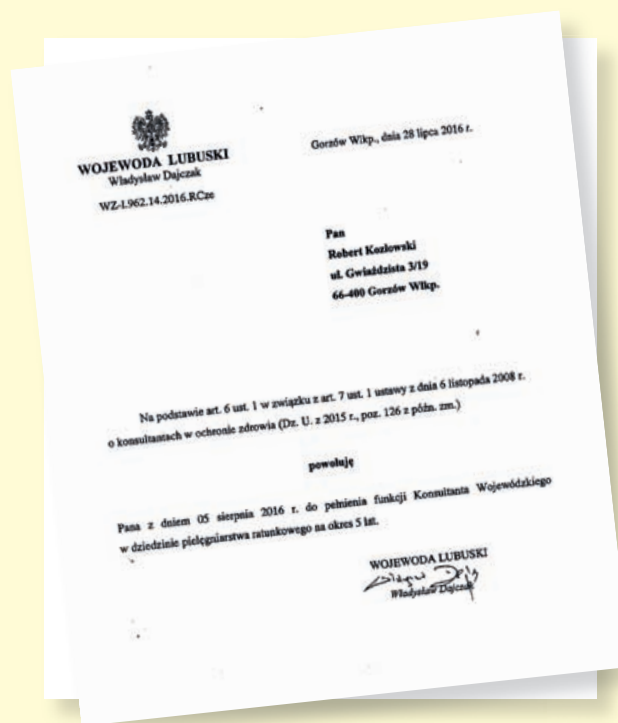 WOJEWODA LUBUSKI
Władysław Dajczak
WZ-I.962.14.2016.RCze
Gorzów Wlkp., dnia 28 lipca 2016 r.
Pan
Robert Kozłowski
ul. Gwiaździsta 3/19
66-400 Gorzów Wlkp.
Na podstawie art. 6 ust. 1 w związku z art. 7 ust. 1 ustawy z dnia 6 listopada 2008 r.
o konsultantach w ochronie zdrowia (Dz. U. z 2015 r., poz. 126 z późn. zm.)
powołuję
Pana z dniem 05 sierpnia 2016 r. do pełnienia funkcji Konsultanta Wojewódzkiego
w dziedzinie pielęgniarstwa ratunkowego na okres 5 lat.
WOJEWODA LUBUSKI
Władysław Dajczak